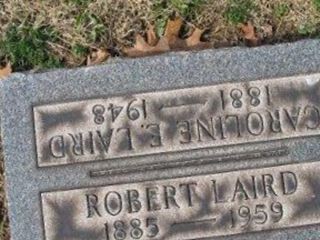 CAROLINE E. LAIRD
1881 — 1948
ROBERT LAIRD
1885 — 1959